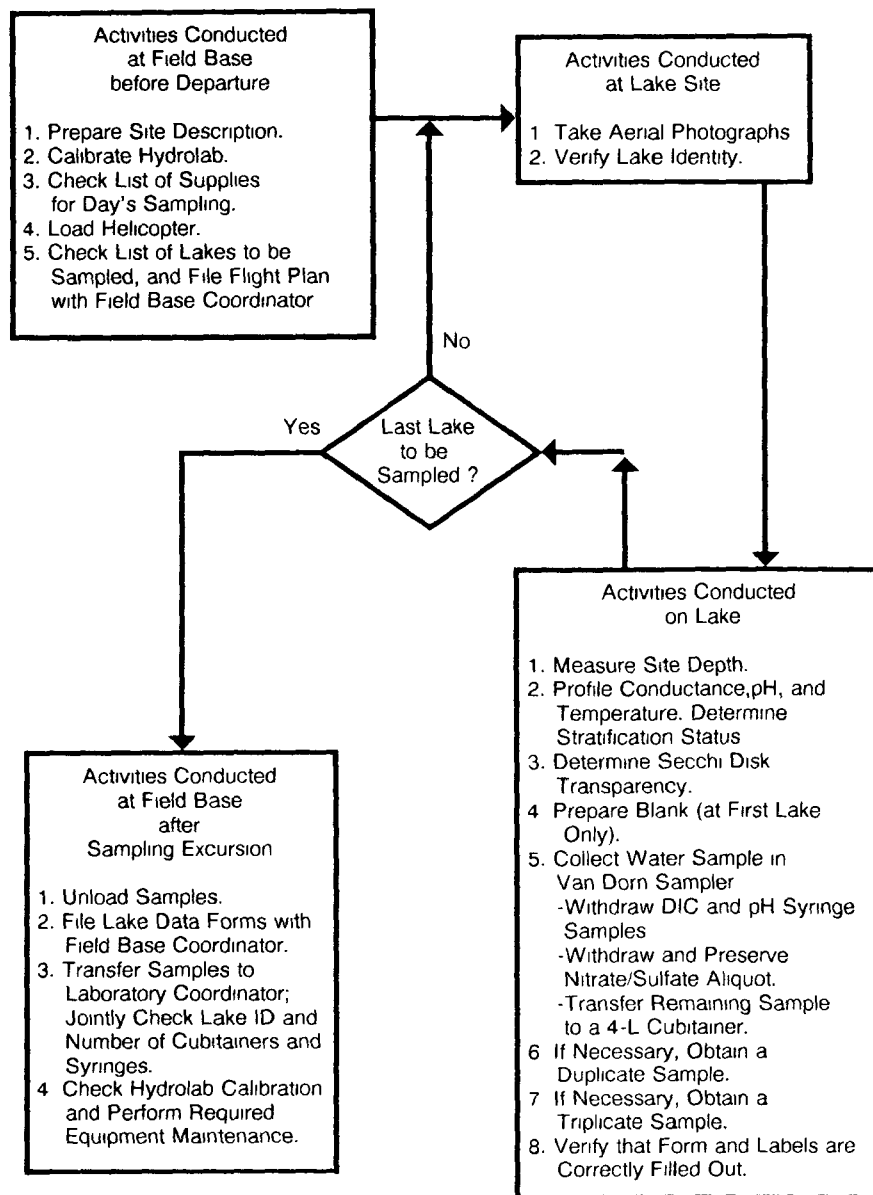 Activities Conducted
at Field Base
before Departure
1. Prepare Site Description.
2. Calibrate Hydrolab.
3. Check List of Supplies
for Day's Sampling.
4. Load Helicopter.
5. Check List of Lakes to be
Sampled, and File Flight Plan
with Field Base Coordinator
Activities Conducted
at Lake Site
1 Take Aerial Photographs
2. Verify Lake Identity.
No
Yes
Last Lake
to be
Sampled ?
Activities Conducted
on Lake
1. Measure Site Depth.
2. Profile Conductance,pH, and
Temperature. Determine
Stratification Status
3. Determine Secchi Disk
Transparency.
4 Prepare Blank (at First Lake
Only).
5. Collect Water Sample in
Van Dorn Sampler
-Withdraw DIC and pH Syringe
Samples
-Withdraw and Preserve
Nitrate/Sulfate Aliquot.
-Transfer Remaining Sample
to a 4-L Cubitainer.
6 If Necessary, Obtain a
Duplicate Sample.
7 If Necessary, Obtain a
Triplicate Sample.
8. Verify that Form and Labels are
Correctly Filled Out.
Activities Conducted
at Field Base
after
Sampling Excursion
1. Unload Samples.
2. File Lake Data Forms with
Field Base Coordinator.
3. Transfer Samples to
Laboratory Coordinator;
Jointly Check Lake ID and
Number of Cubitainers and
Syringes.
4 Check Hydrolab Calibration
and Perform Required
Equipment Maintenance.